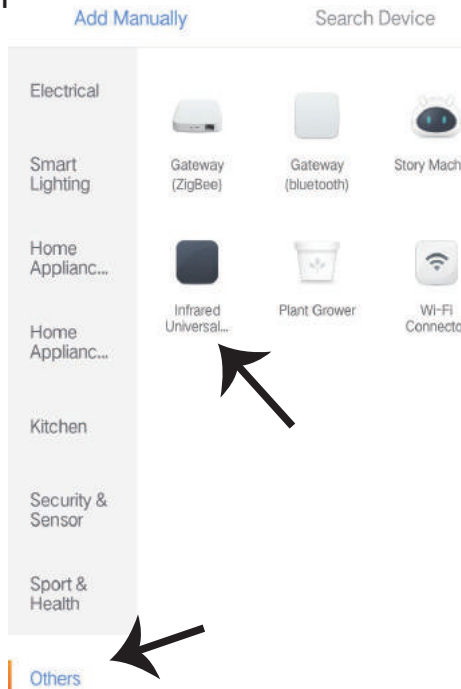 Add Manually
Search Device
Electrical
Smart
Lighting
Home
Applianc...
Home
Applianc...
Kitchen
Security &
Sensor
Sport &
Health
Others
Gateway
(ZigBee)
Gateway
(bluetooth)
Story Mach
Infrared
Universal...
Plant Grower
Wi-Fi
Connecto